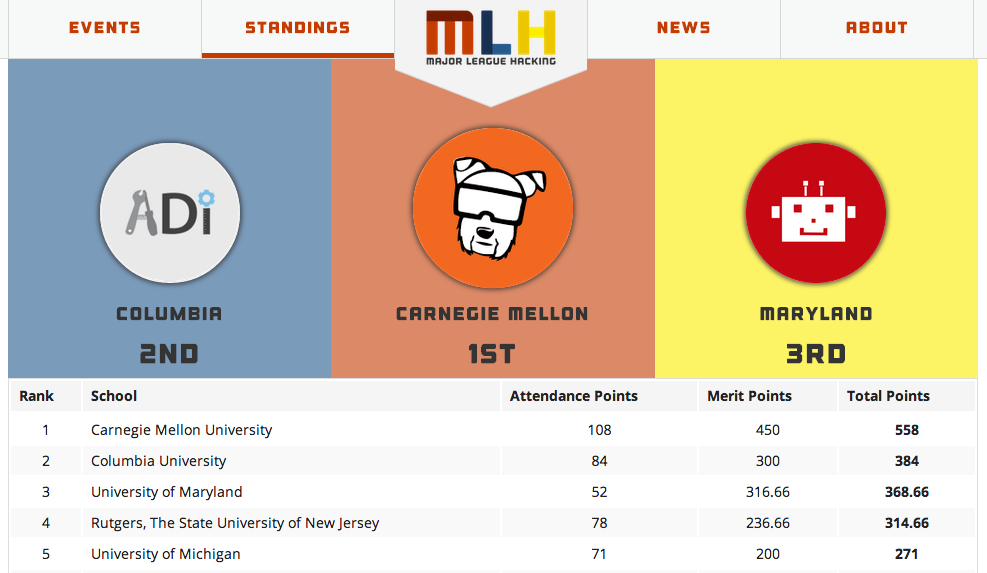 EVENTS STANDINGS MLH NEWS ABOUT
MAJOR LEAGUE HACKING
ADi
COLUMBIA CARNEGIE MELLON MARYLAND
2ND 1ST 3RD
Rank School Attendance Points Merit Points Total Points
1 Carnegie Mellon University 108 450 558
2 Columbia University 84 300 384
3 University of Maryland 52 316.66 368.66
4 Rutgers, The State University of New Jersey 78 236.66 314.66
5 University of Michigan 71 200 271